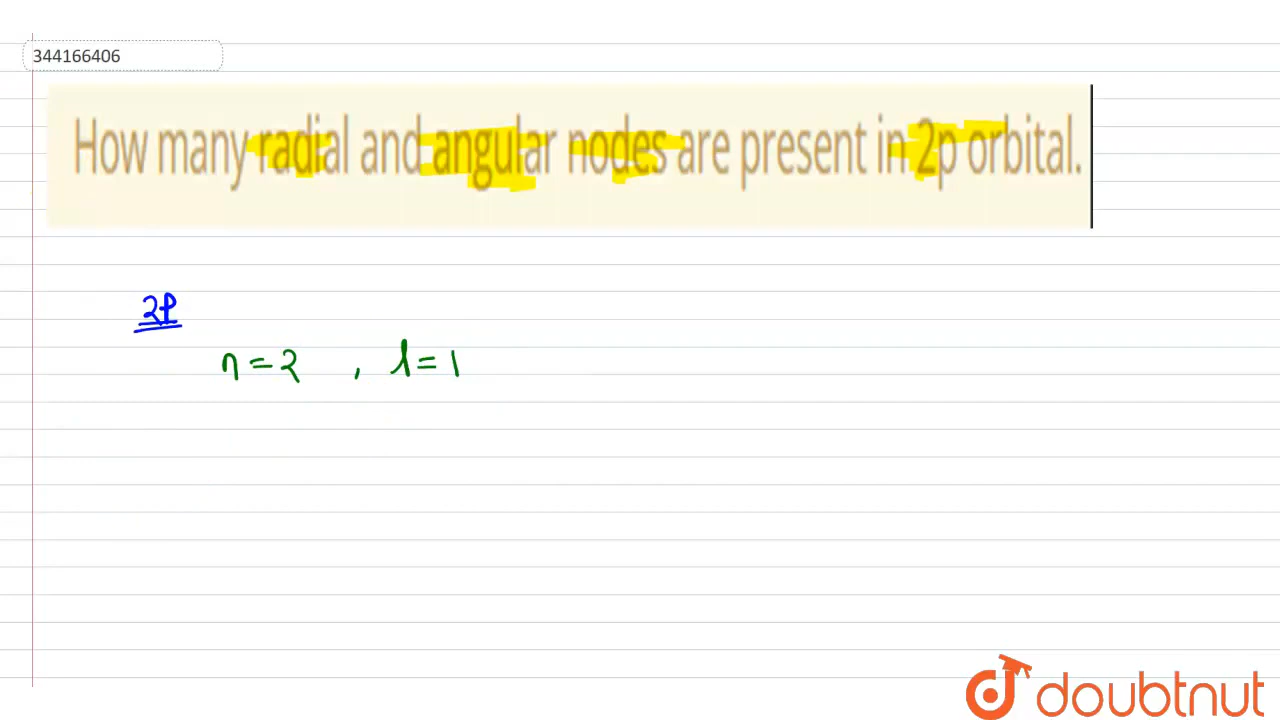 344166406
How many radial and angular nodes are present in 2p orbital.
2p
n = 2 , l = 1
doubtnut